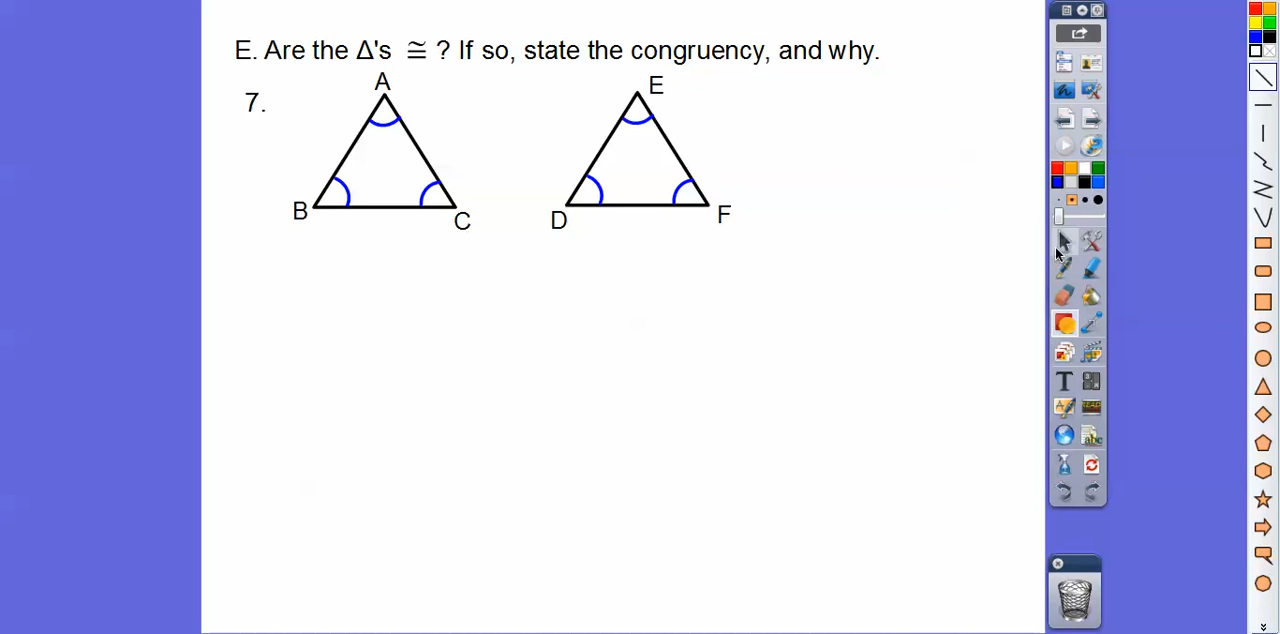 E. Are the Δ's ≅ ? If so, state the congruency, and why.
7.
A
E
B
C
D
F